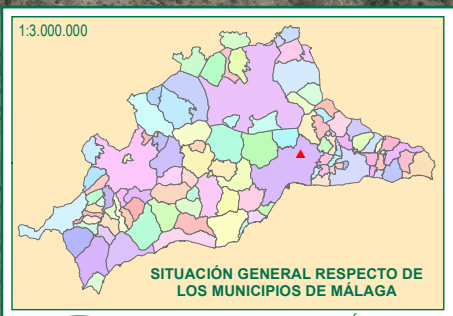 1:3.000.000
SITUACIÓN GENERAL RESPECTO DE
LOS MUNICIPIOS DE MÁLAGA